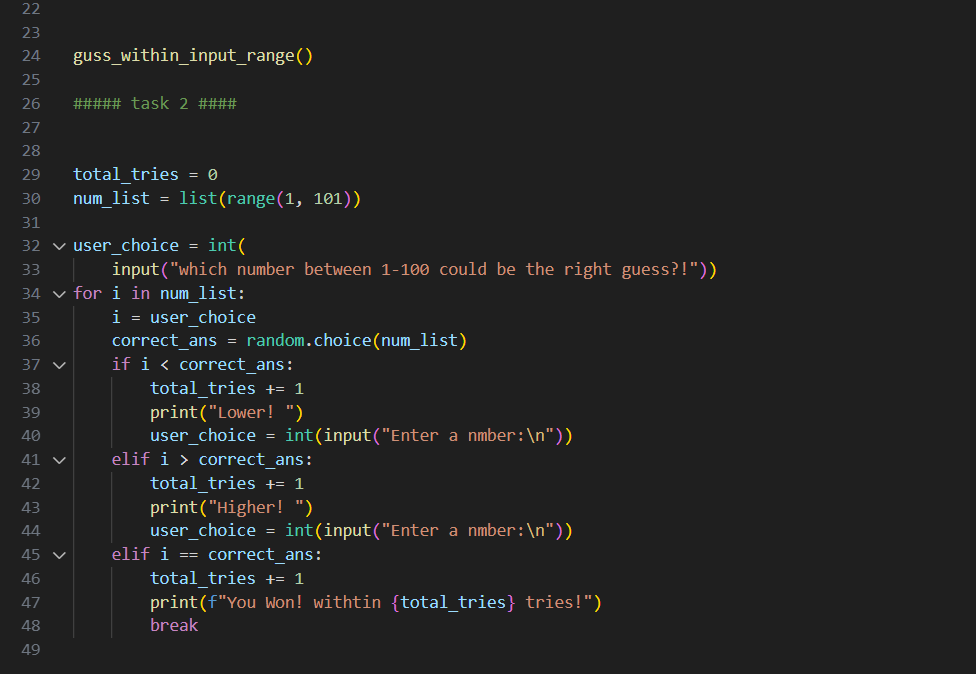 22
23
24 guss_within_input_range()
25
26 ##### task 2 ####
27
28
29 total_tries = 0
30 num_list = list(range(1, 101))
31
32 user_choice = int(
33     input("which number between 1-100 could be the right guess?!"))
34 for i in num_list:
35     i = user_choice
36     correct_ans = random.choice(num_list)
37     if i < correct_ans:
38         total_tries += 1
39         print("Lower! ")
40         user_choice = int(input("Enter a nmber:\n"))
41     elif i > correct_ans:
42         total_tries += 1
43         print("Higher! ")
44         user_choice = int(input("Enter a nmber:\n"))
45     elif i == correct_ans:
46         total_tries += 1
47         print(f"You Won! withtin {total_tries} tries!")
48         break
49